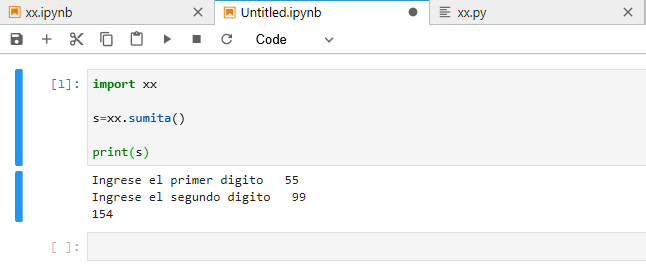 xx.ipynb
Untitled.ipynb
xx.py
Code
[1]:
import xx
s=xx.sumita()
print(s)
Ingrese el primer digito   55
Ingrese el segundo digito   99
154
[ ]: